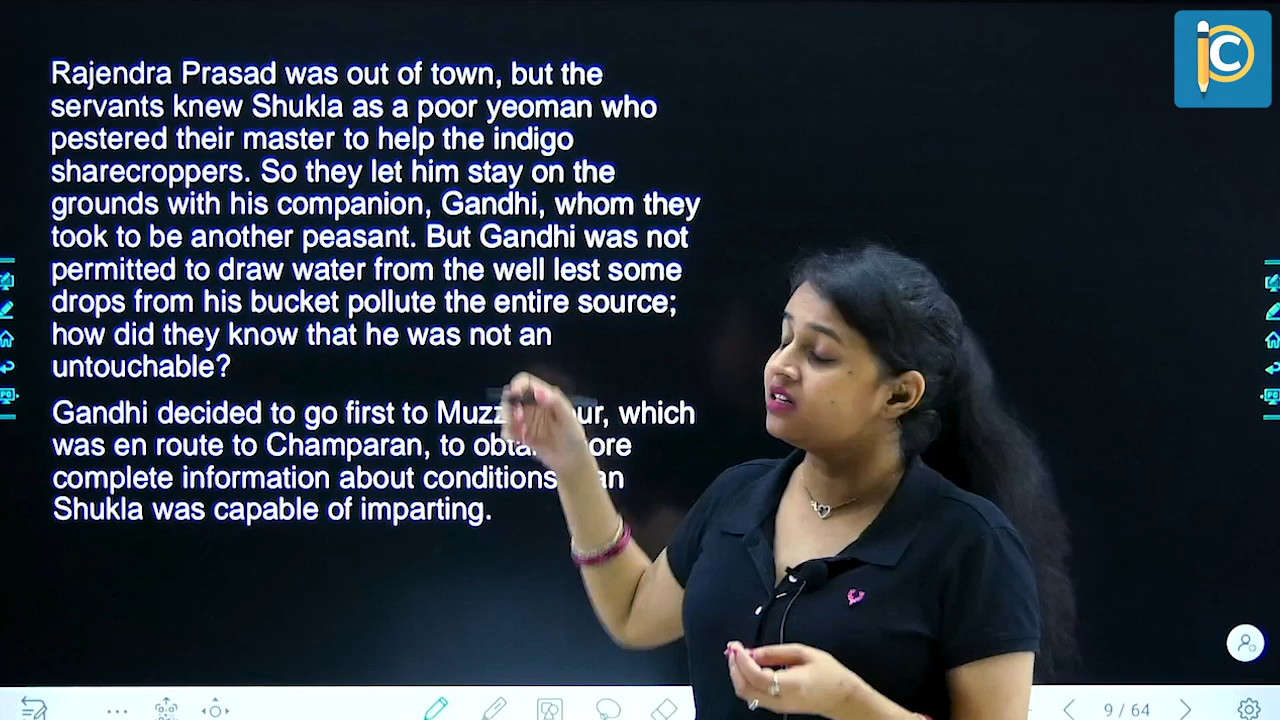 Rajendra Prasad was out of town, but the
servants knew Shukla as a poor yeoman who
pestered their master to help the indigo
sharecroppers. So they let him stay on the
grounds with his companion, Gandhi, whom they
took to be another peasant. But Gandhi was not
permitted to draw water from the well lest some
drops from his bucket pollute the entire source;
how did they know that he was not an
untouchable?
Gandhi decided to go first to which
was en route to Champaran, to
complete information about conditions
Shukla was capable of imparting.
PC
9 / 64